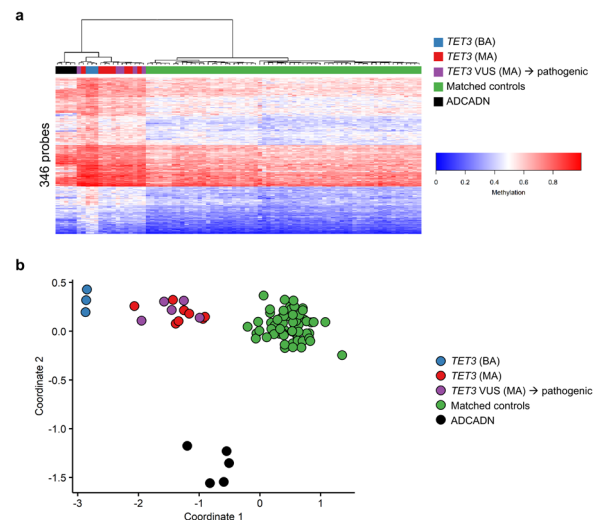 a
TET3 (BA)
TET3 (MA)
TET3 VUS (MA) → pathogenic
Matched controls
ADCADN
346 probes
0 0.2 0.4 0.6 0.8
Methylation
b
0.5
0.0
-0.5
-1.0
-1.5
Coordinate 2
-3 -2 -1 0 1
Coordinate 1
TET3 (BA)
TET3 (MA)
TET3 VUS (MA) → pathogenic
Matched controls
ADCADN